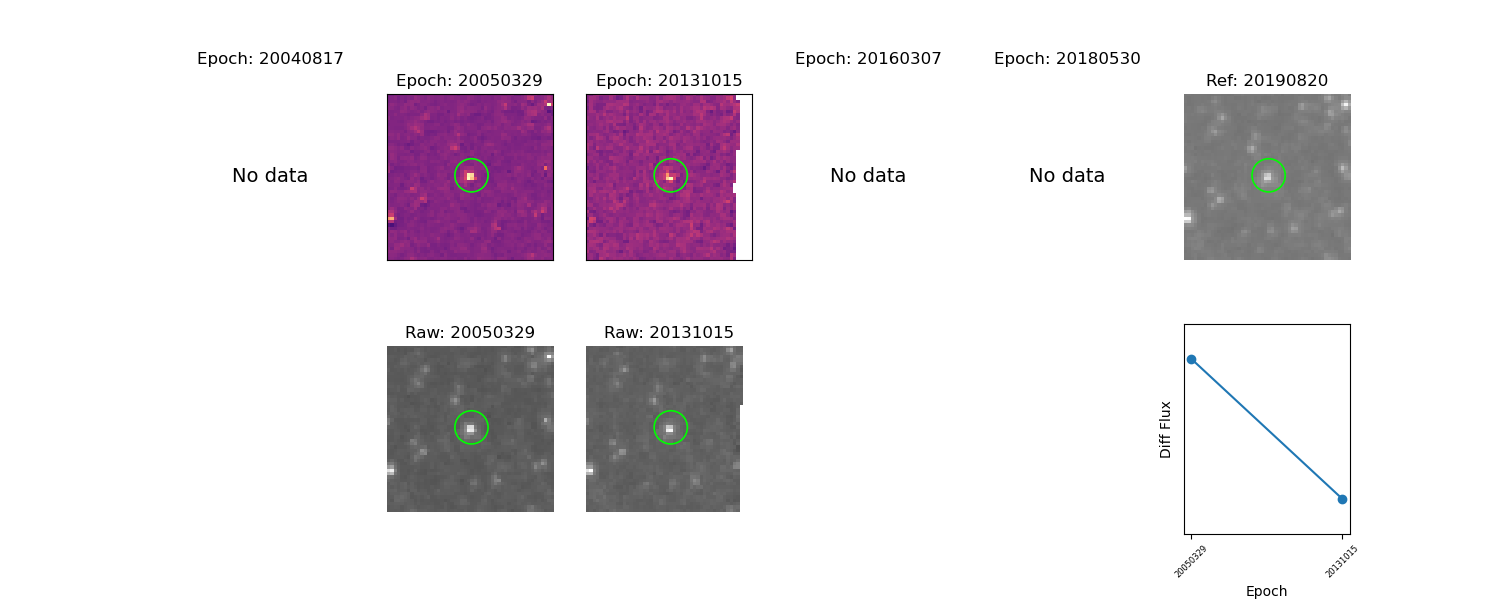 Epoch: 20040817
Epoch: 20050329
Epoch: 20131015
Epoch: 20160307
Epoch: 20180530
Ref: 20190820
No data
No data
No data
Raw: 20050329
Raw: 20131015
Diff Flux
20050329
20131015
Epoch